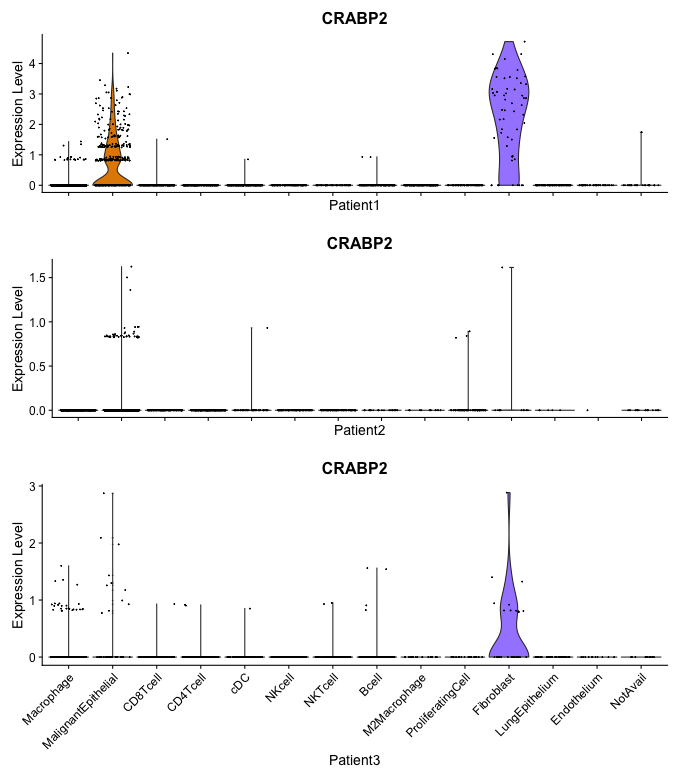 CRABP2
Expression Level
4
3
2
1
0
Patient1
CRABP2
Expression Level
1.5
1.0
0.5
0.0
Patient2
CRABP2
Expression Level
3
2
1
0
Macrophage
MalignantEpithelial
CD8Tcell
CD4Tcell
cDC
NKcell
NKTcell
Bcell
M2Macrophage
ProliferatingCell
Fibroblast
LungEpithelium
Endothelium
NotAvail
Patient3